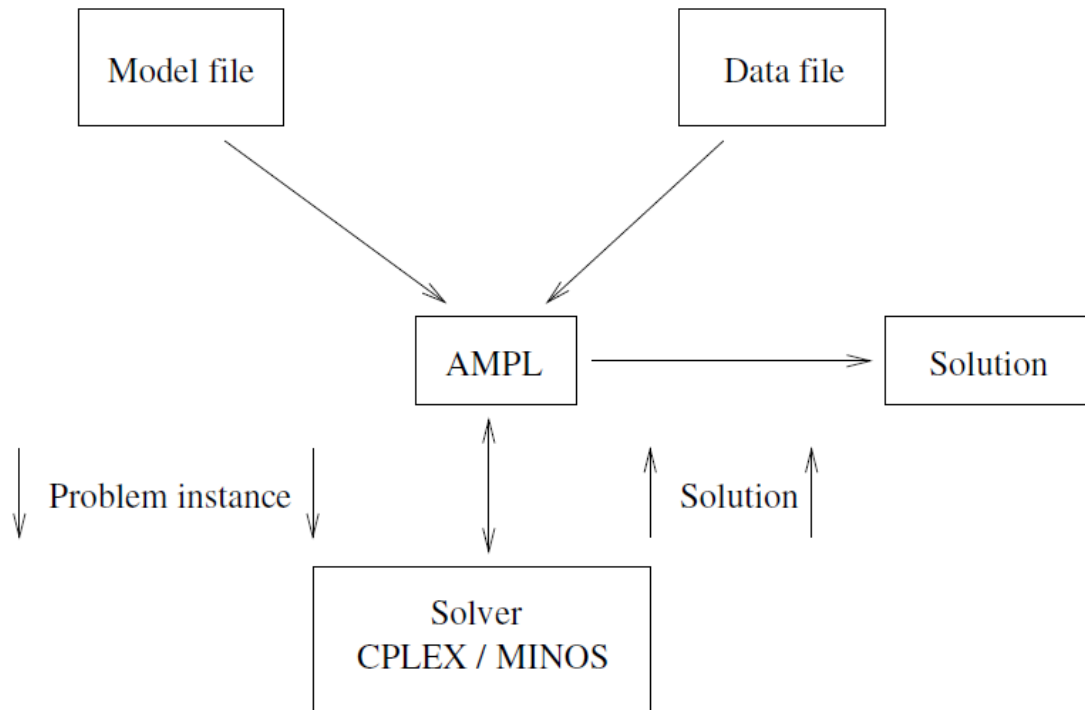 Model file
Data file
AMPL
Solution
Problem instance
Solution
Solver
CPLEX / MINOS